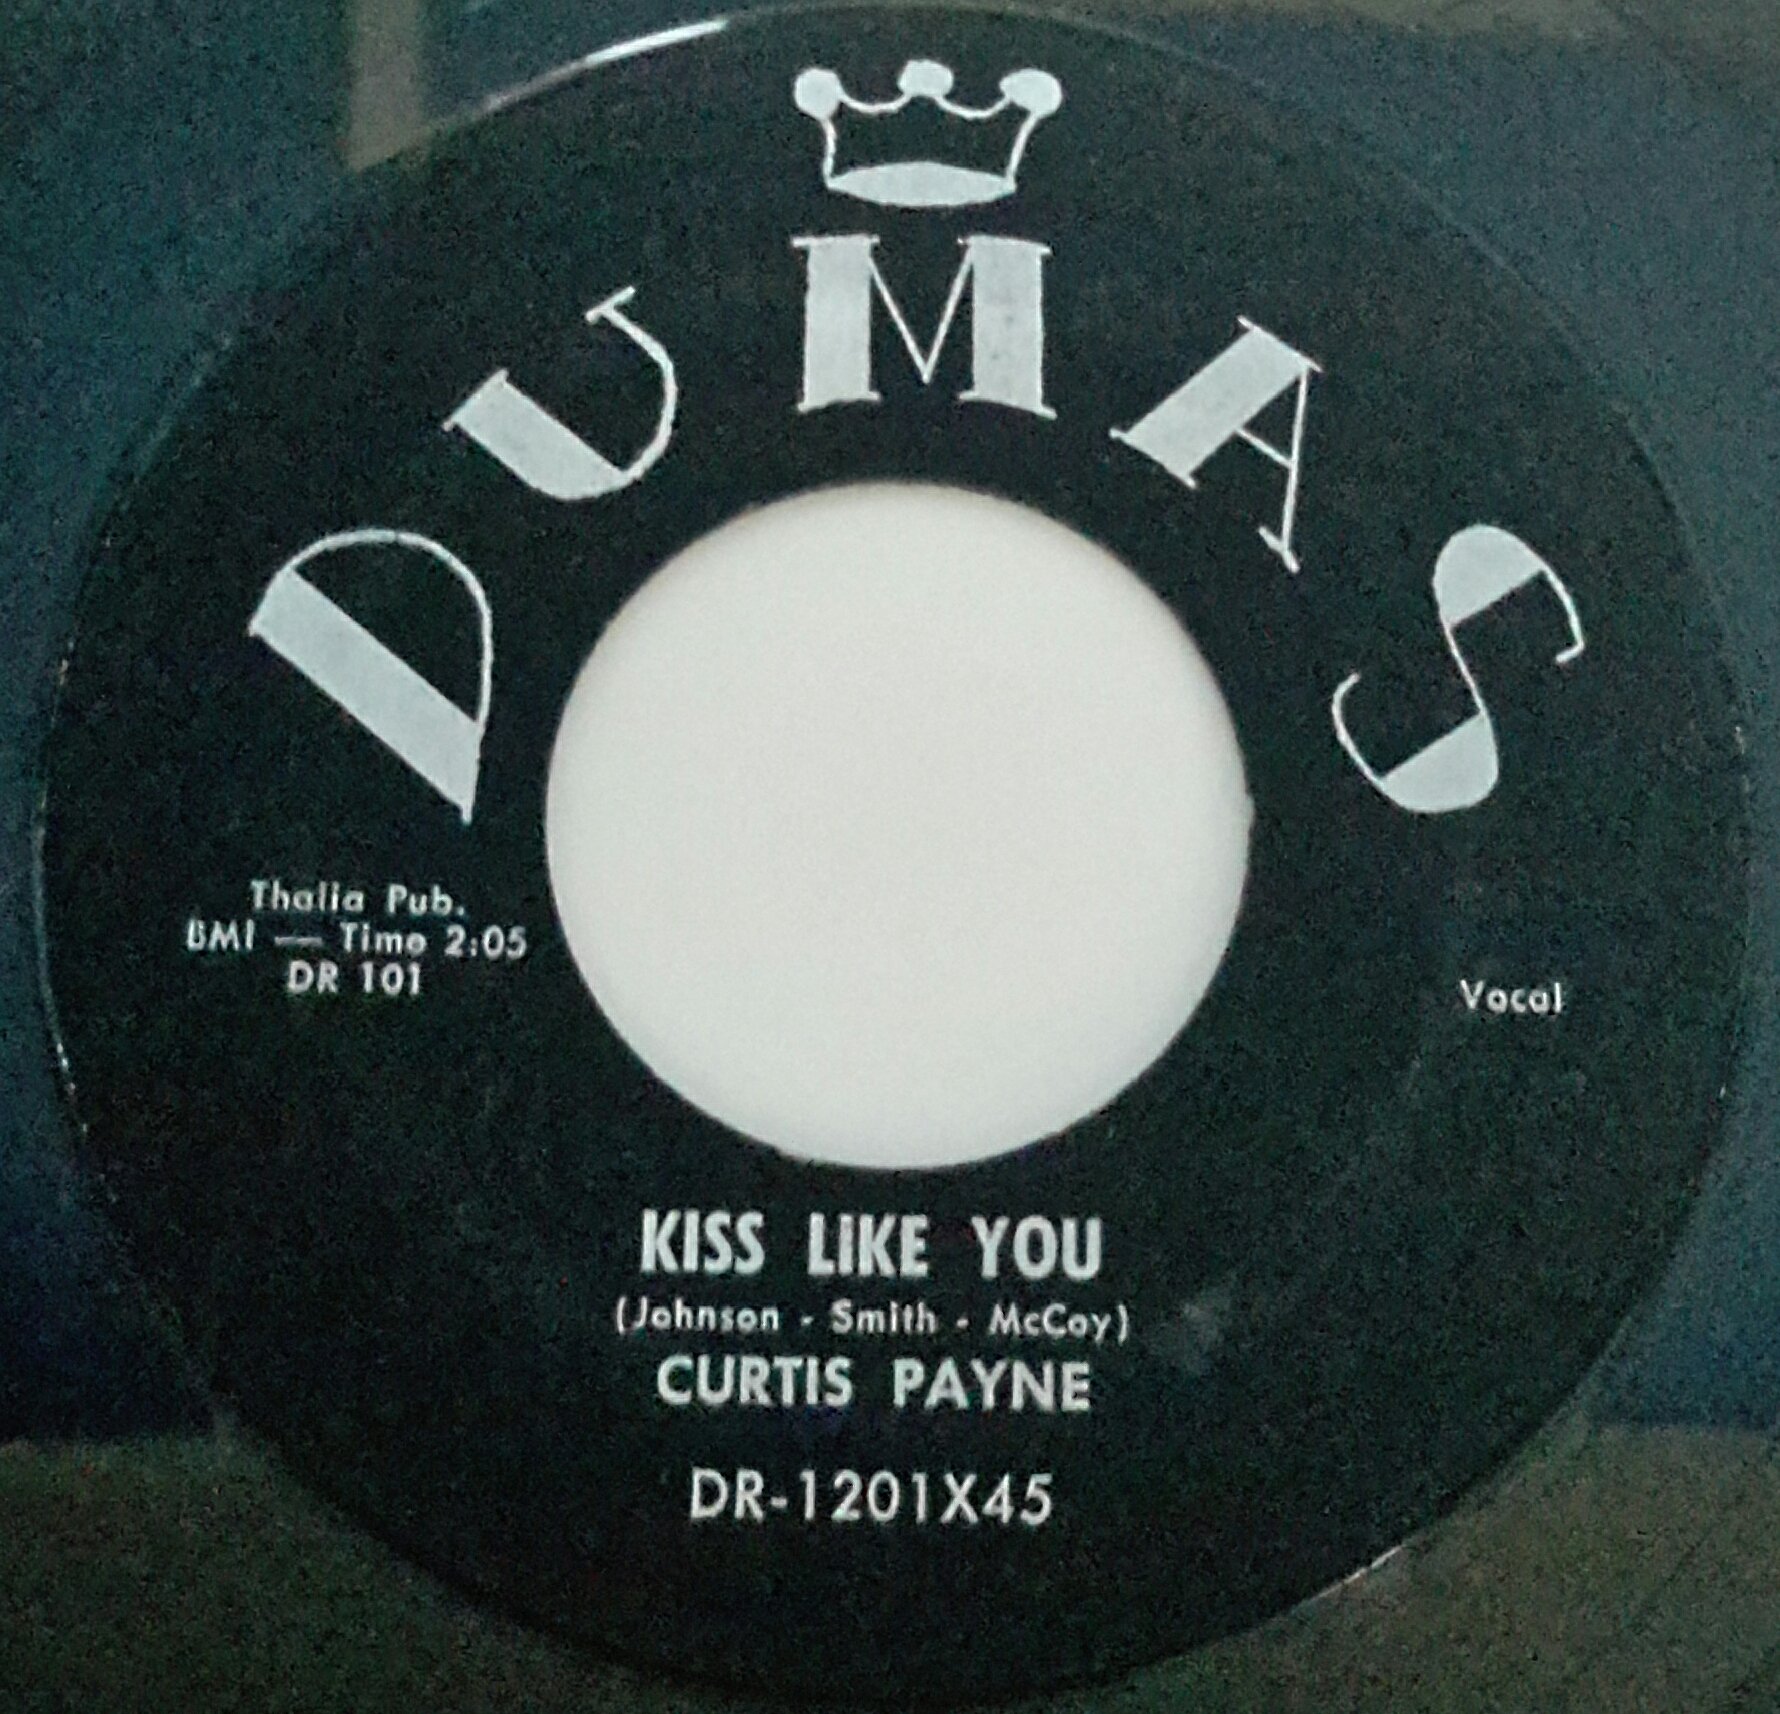 DUMAS
Thalia Pub.
BMI — Time 2:05
DR 101
Vocal
KISS LIKE YOU
(Johnson - Smith - McCoy)
CURTIS PAYNE
DR-1201X45